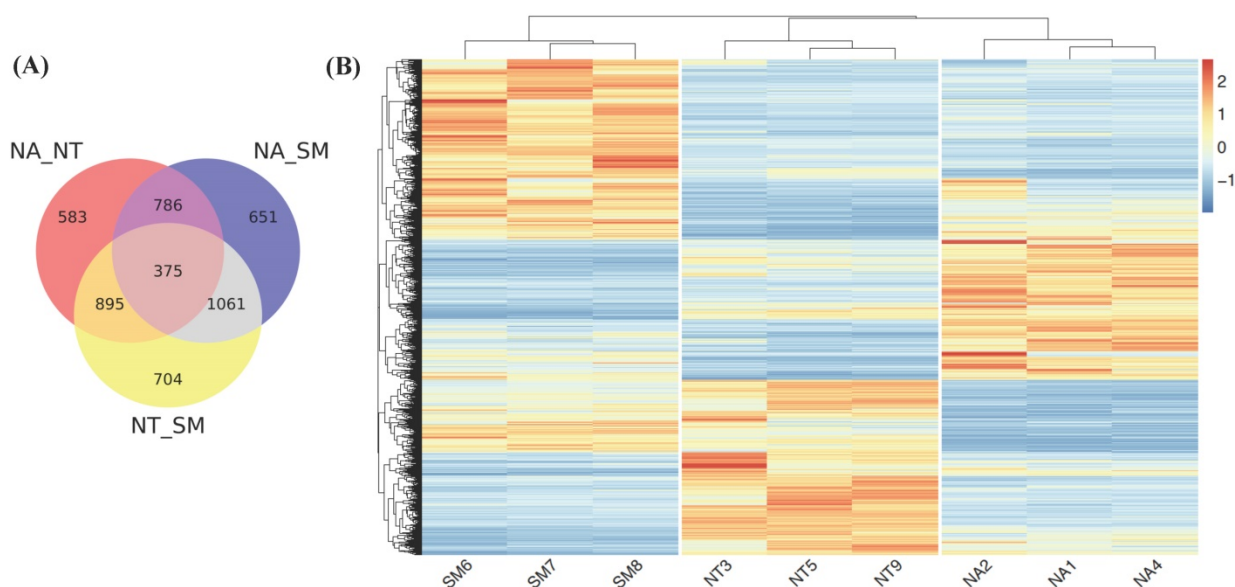 (A)
NA_NT
NA_SM
583
786
651
375
895
1061
704
NT_SM
(B)
2
1
0
−1
SM6
SM7
SM8
NT3
NT5
NT9
NA2
NA1
NA4